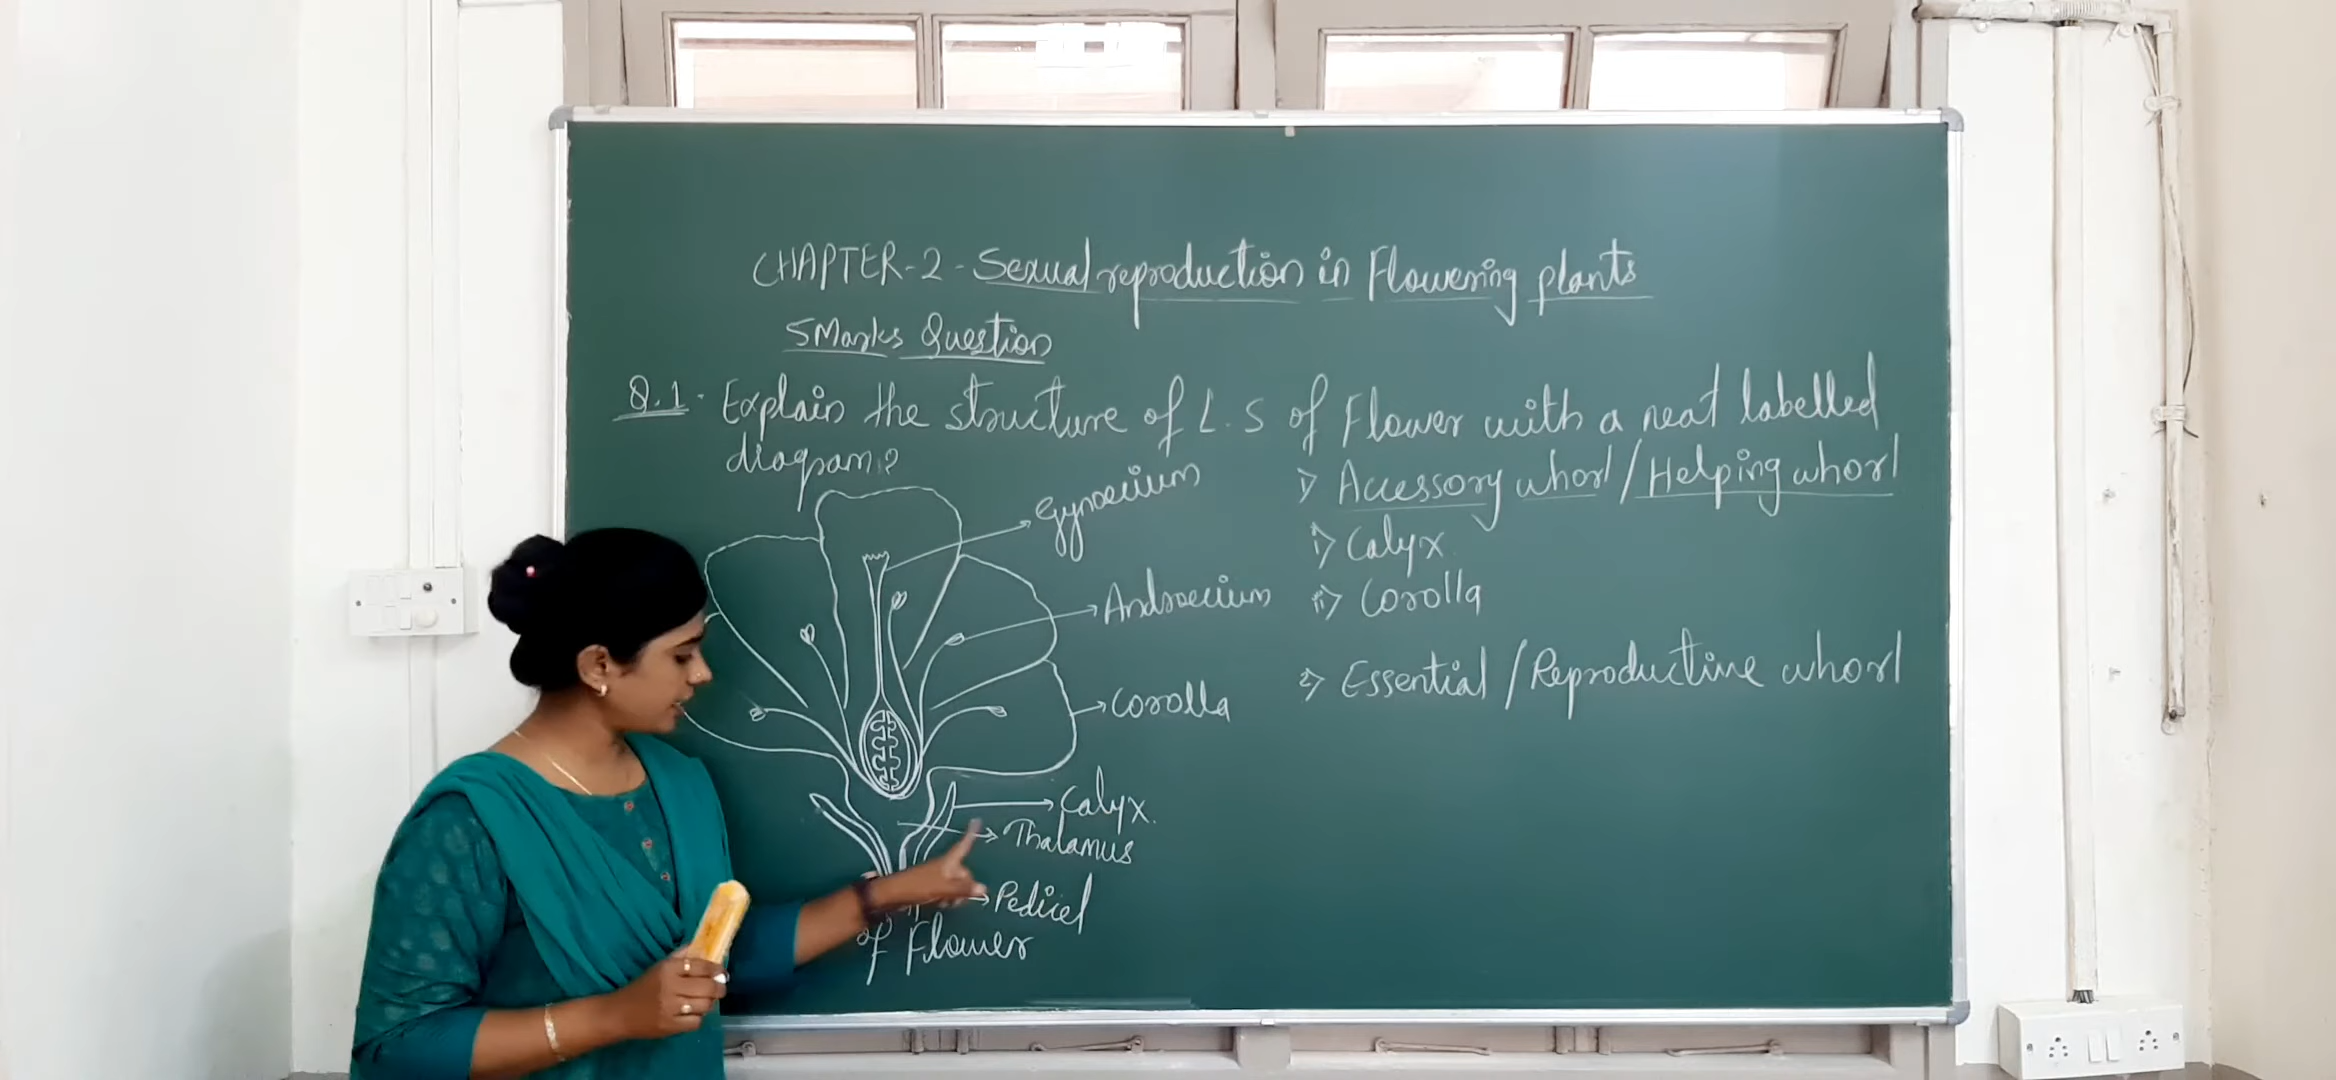 CHAPTER-2-Sexual reproduction in Flowering plants
5Marks Question
Q.1. Explain the structure of L.S of Flower with a neat labelled
diagram?
Gynoecium
Androecium
Corolla
Calyx.
Thalamus
Pedicel
of Flower
1) Accessory whorl/Helping whorl
i) Calyx
ii) Corolla
2) Essential/Reproductive whorl